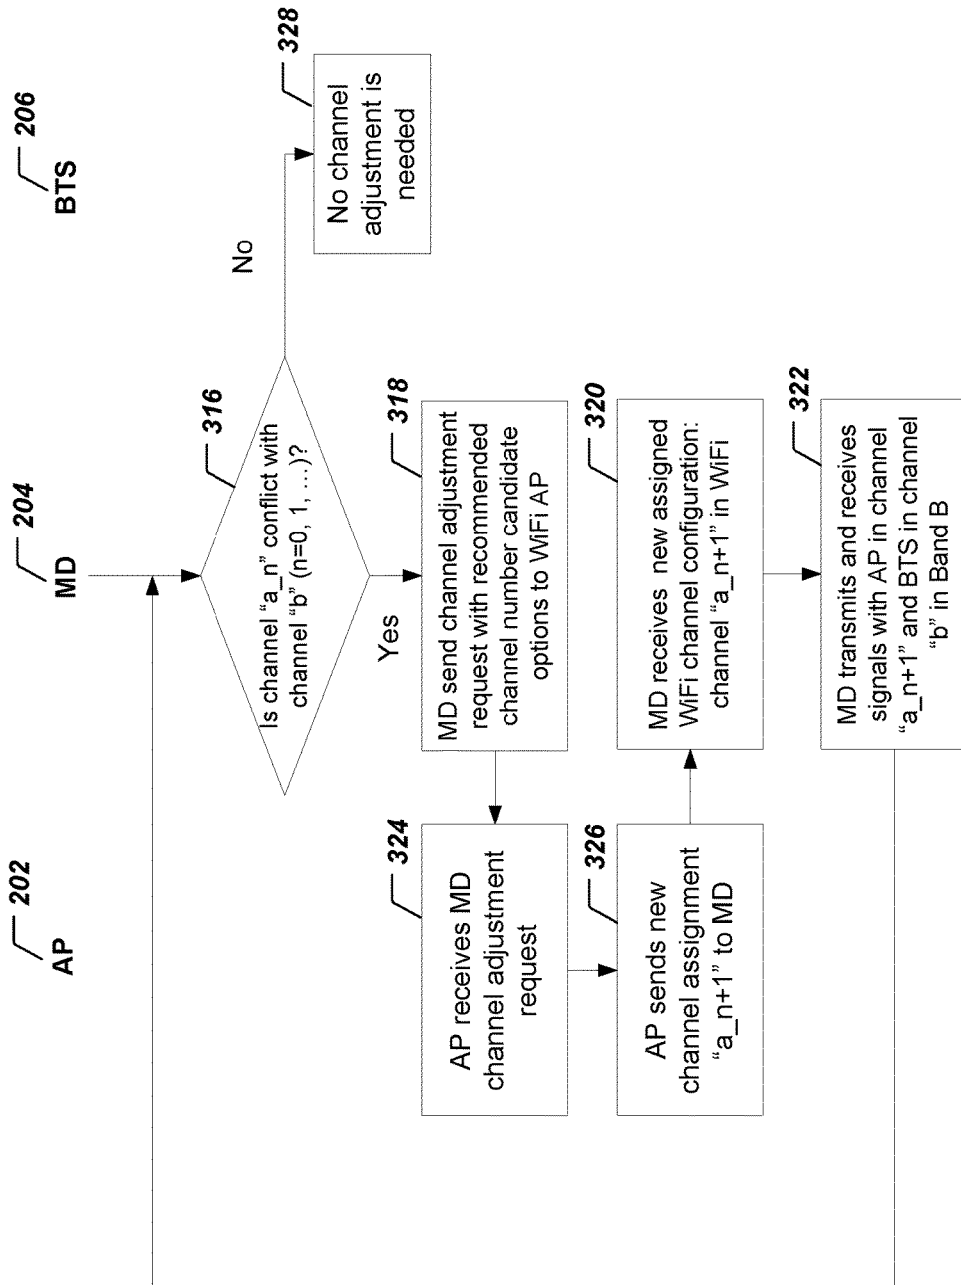 AP
202
MD
204
BTS
206
Is channel “a_n” conflict with
channel “b” (n=0, 1, …)?
316
No
No channel
adjustment is
needed
328
Yes
MD send channel adjustment
request with recommended
channel number candidate
options to WiFi AP
318
AP receives MD
channel adjustment
request
324
AP sends new
channel assignment
“a_n+1” to MD
326
MD receives new assigned
WiFi channel configuration:
channel “a_n+1” in WiFi
320
MD transmits and receives
signals with AP in channel
“a_n+1” and BTS in channel
“b” in Band B
322